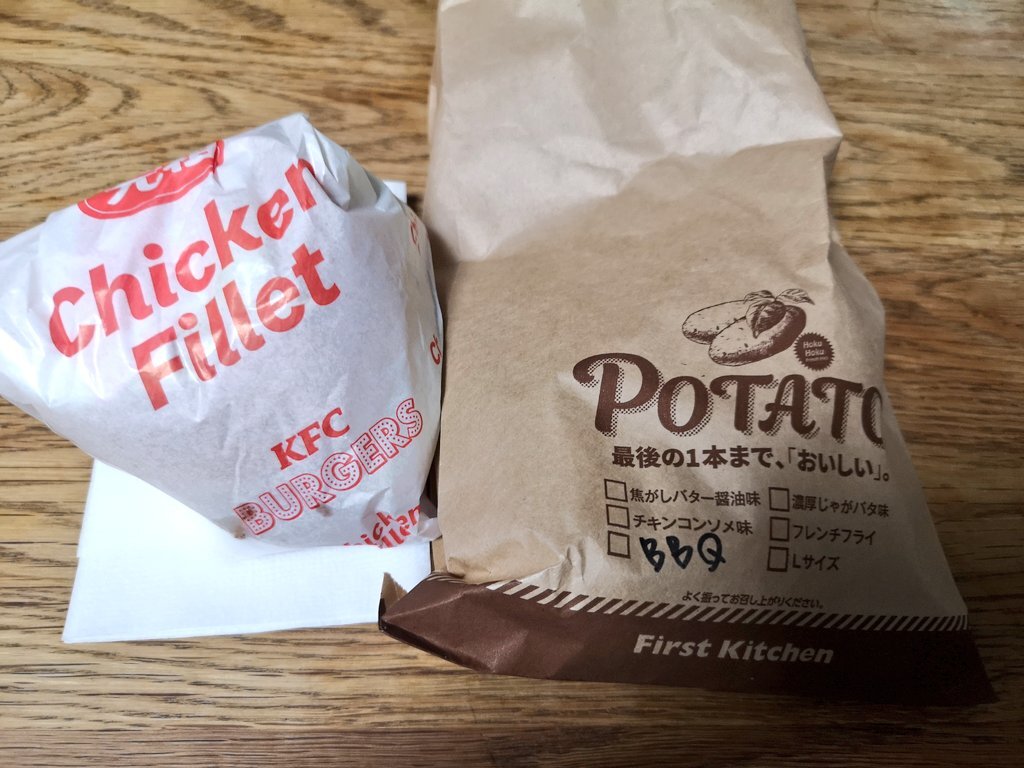 Chicken
Fillet
KFC
BURGERS
Chicken
Fillet
Hoku
Hoku
POTATO
最後の1本まで、「おいしい」。
焦がしバター醤油味
濃厚じゃがバタ味
チキンコンソメ味
フレンチフライ
BBQ
Lサイズ
よく振ってお召し上がりください。
First Kitchen